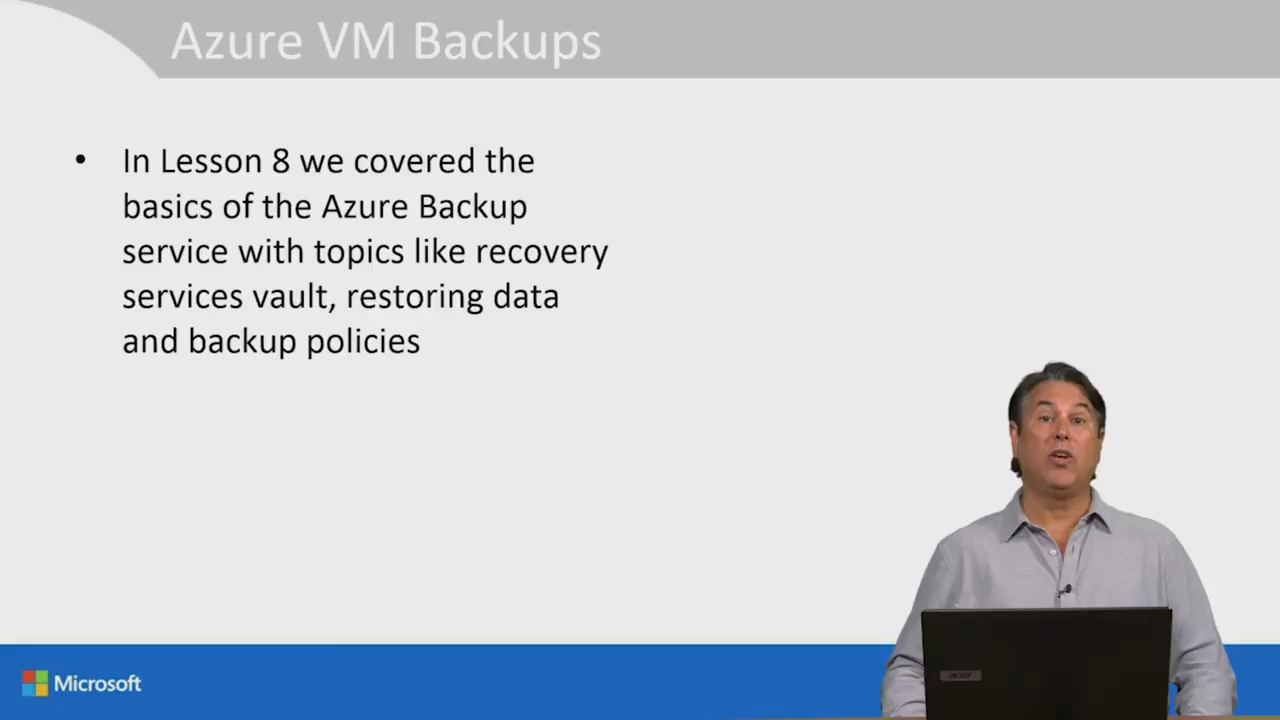 Azure VM Backups
• In Lesson 8 we covered the
basics of the Azure Backup
service with topics like recovery
services vault, restoring data
and backup policies
Microsoft
acer